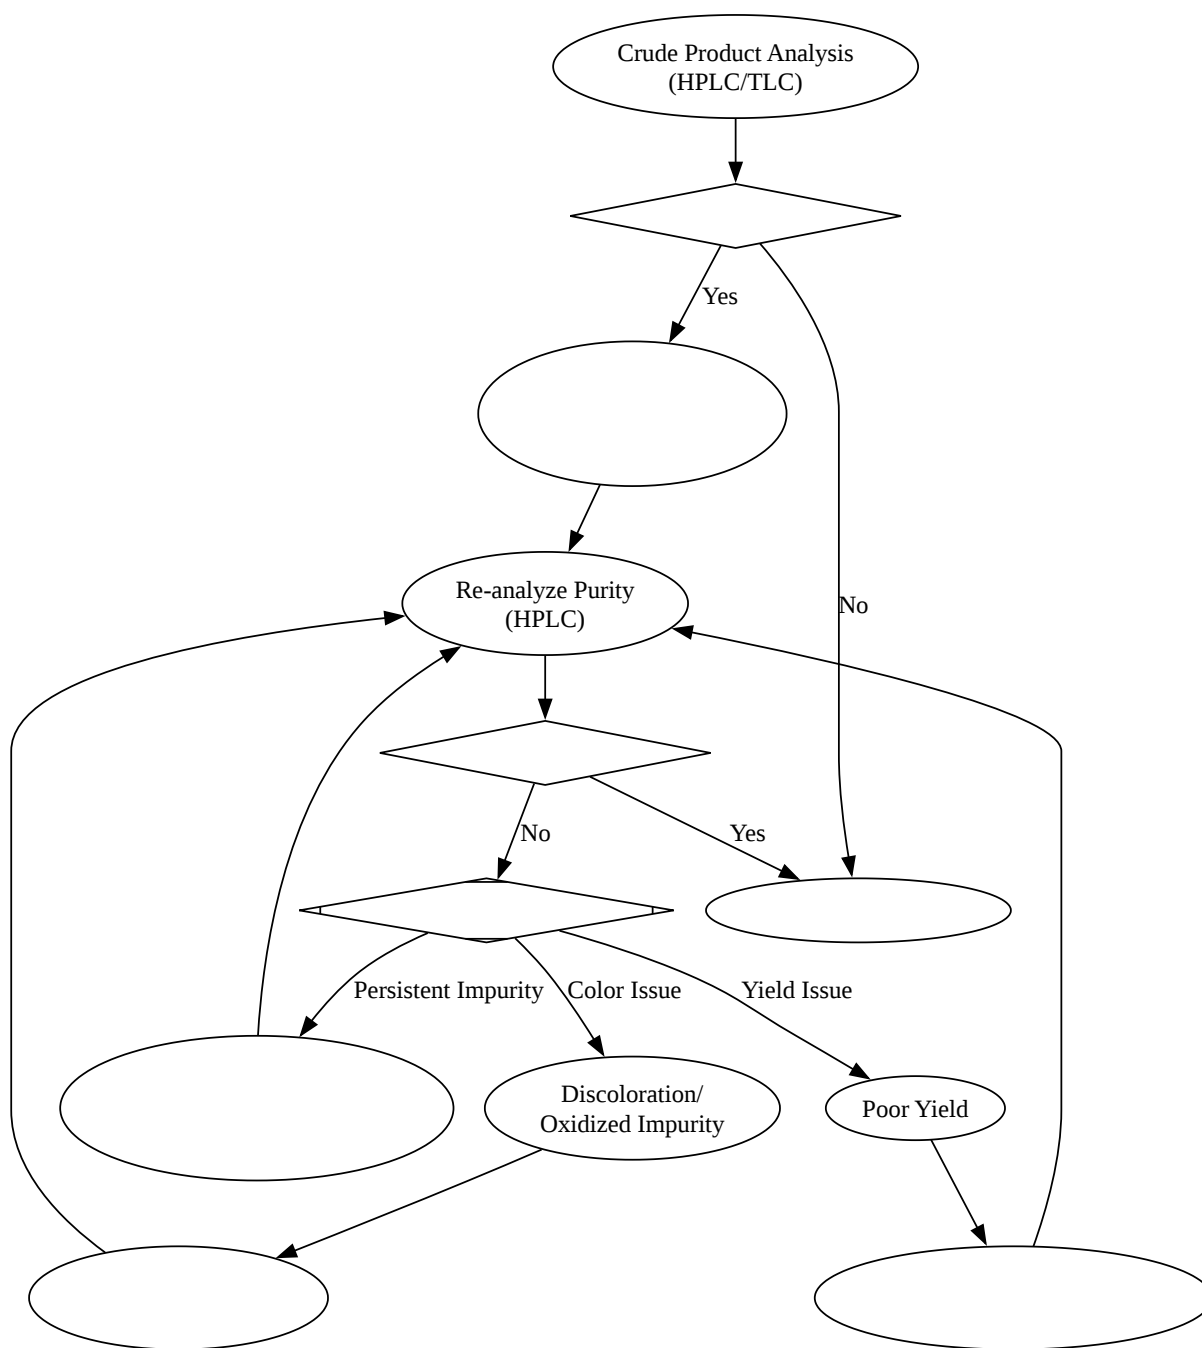 Crude Product Analysis
(HPLC/TLC)
Yes
Re-analyze Purity
(HPLC)
No
No
Yes
Persistent Impurity
Color Issue
Yield Issue
Discoloration/
Oxidized Impurity
Poor Yield